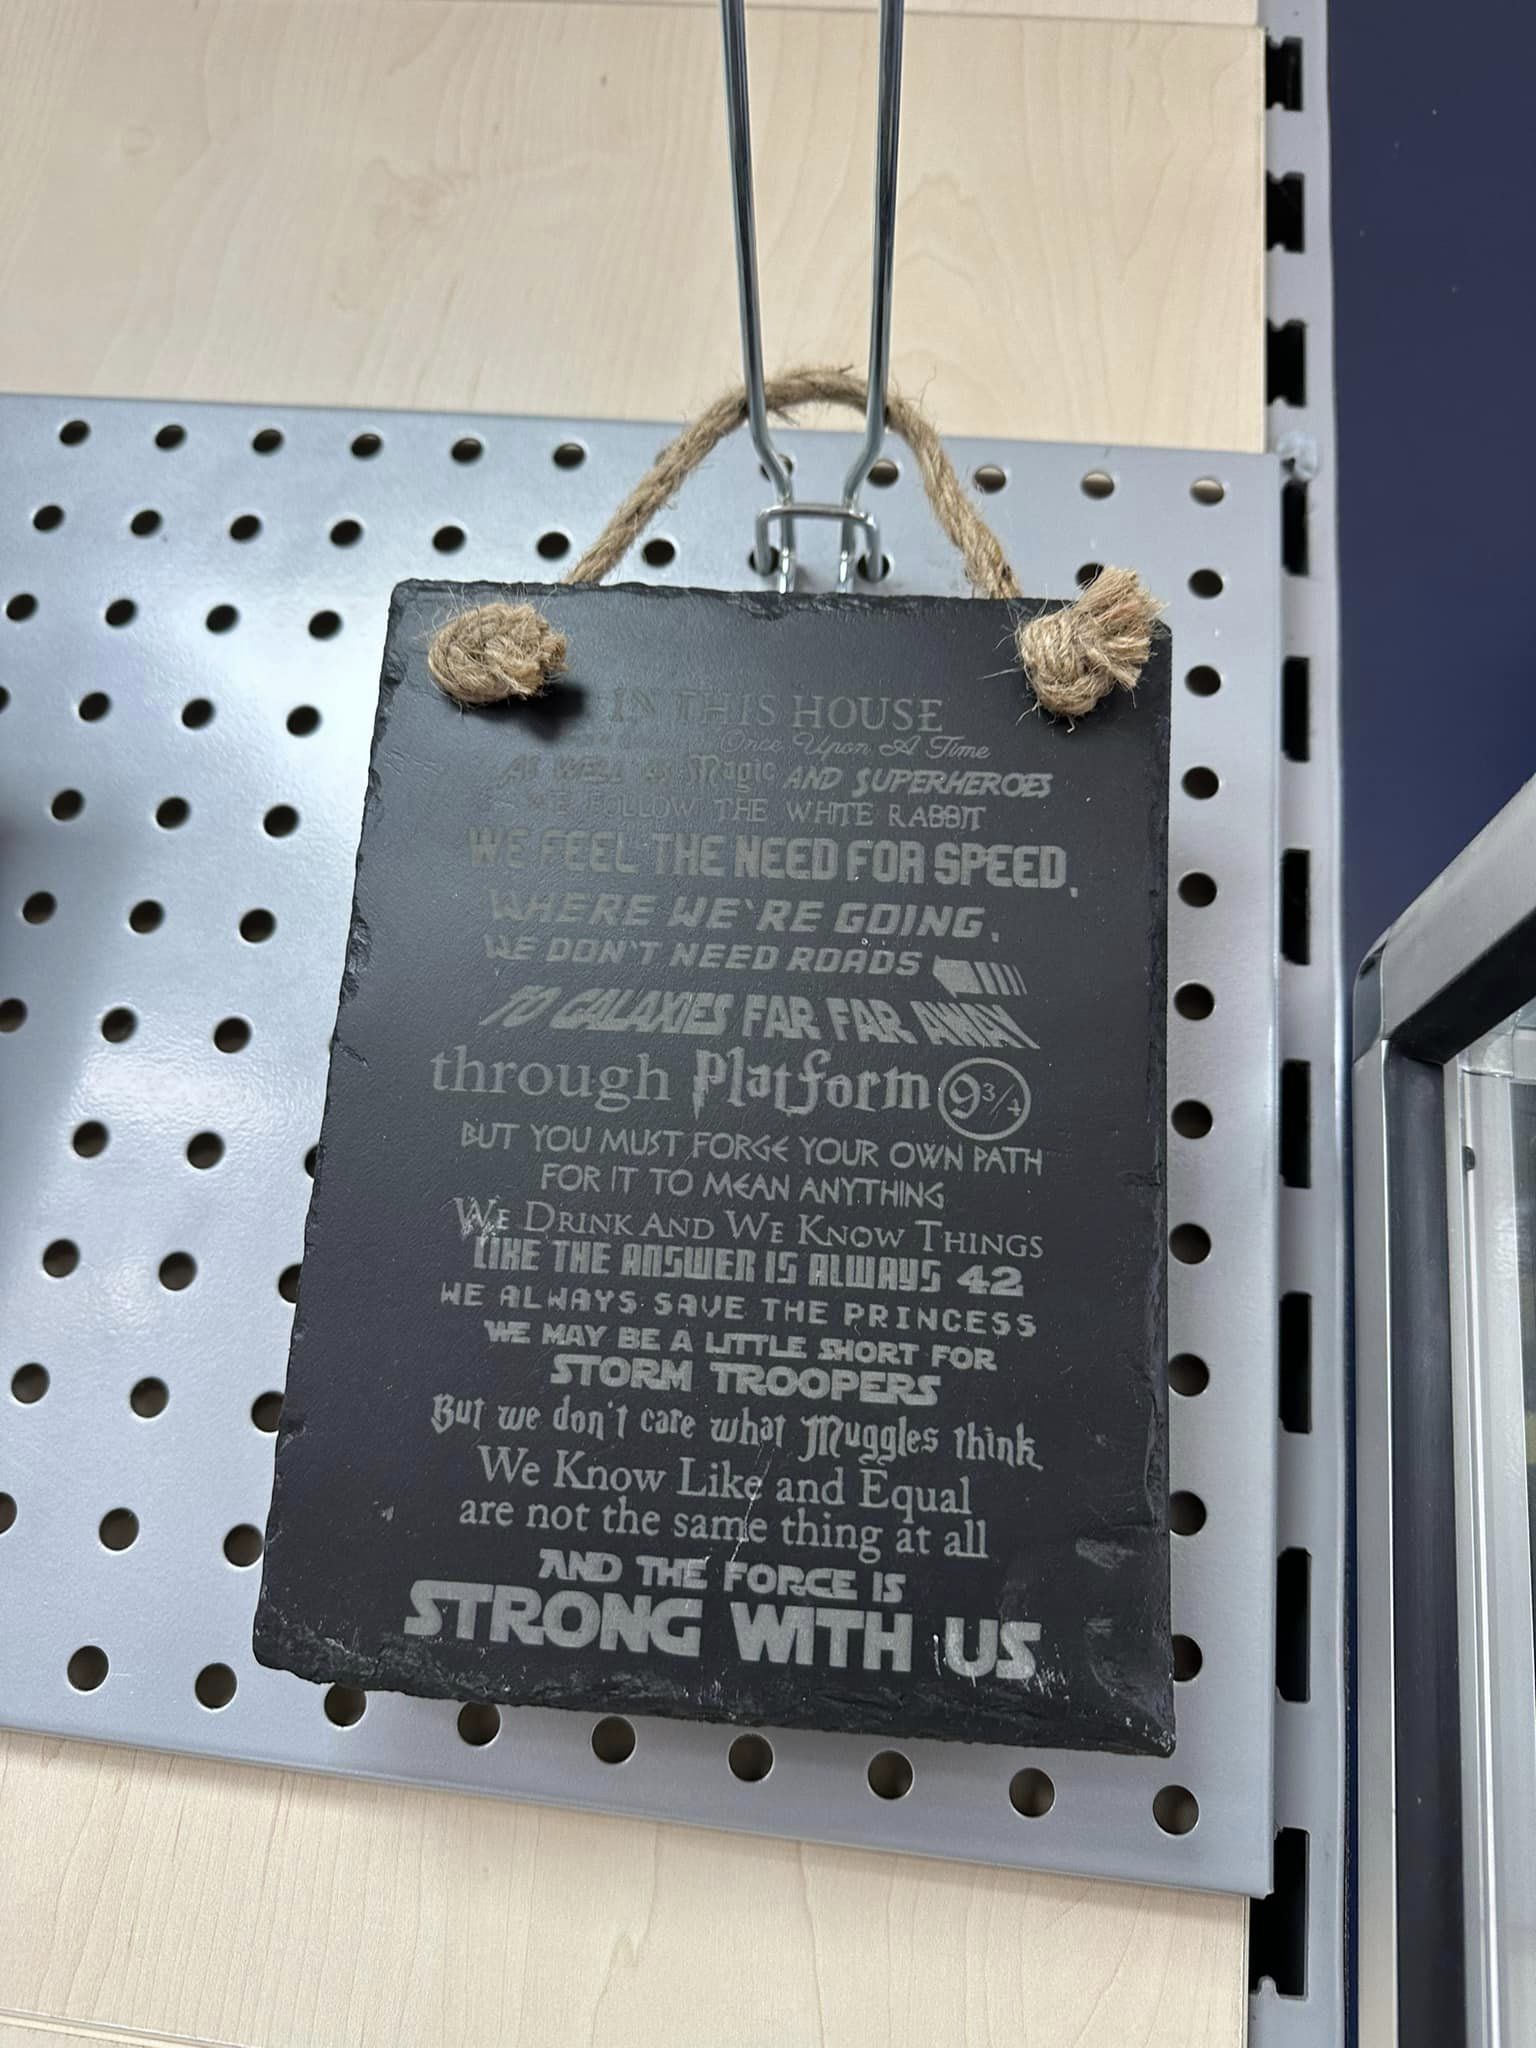 IN THIS HOUSE
Once Upon A Time
AS WELL AS Magic AND SUPERHEROES
WE FOLLOW THE WHITE RABBIT
WE FEEL THE NEED FOR SPEED,
WHERE WE'RE GOING,
WE DON'T NEED ROADS
TO GALAXIES FAR FAR AWAY
through Platform 9 3/4
BUT YOU MUST FORGE YOUR OWN PATH
FOR IT TO MEAN ANYTHING
WE DRINK AND WE KNOW THINGS
LIKE THE ANSWER IS ALWAYS 42
WE ALWAYS SAVE THE PRINCESS
WE MAY BE A LITTLE SHORT FOR
STORM TROOPERS
But we don't care what Muggles think
We Know Like and Equal
are not the same thing at all
AND THE FORCE IS
STRONG WITH US